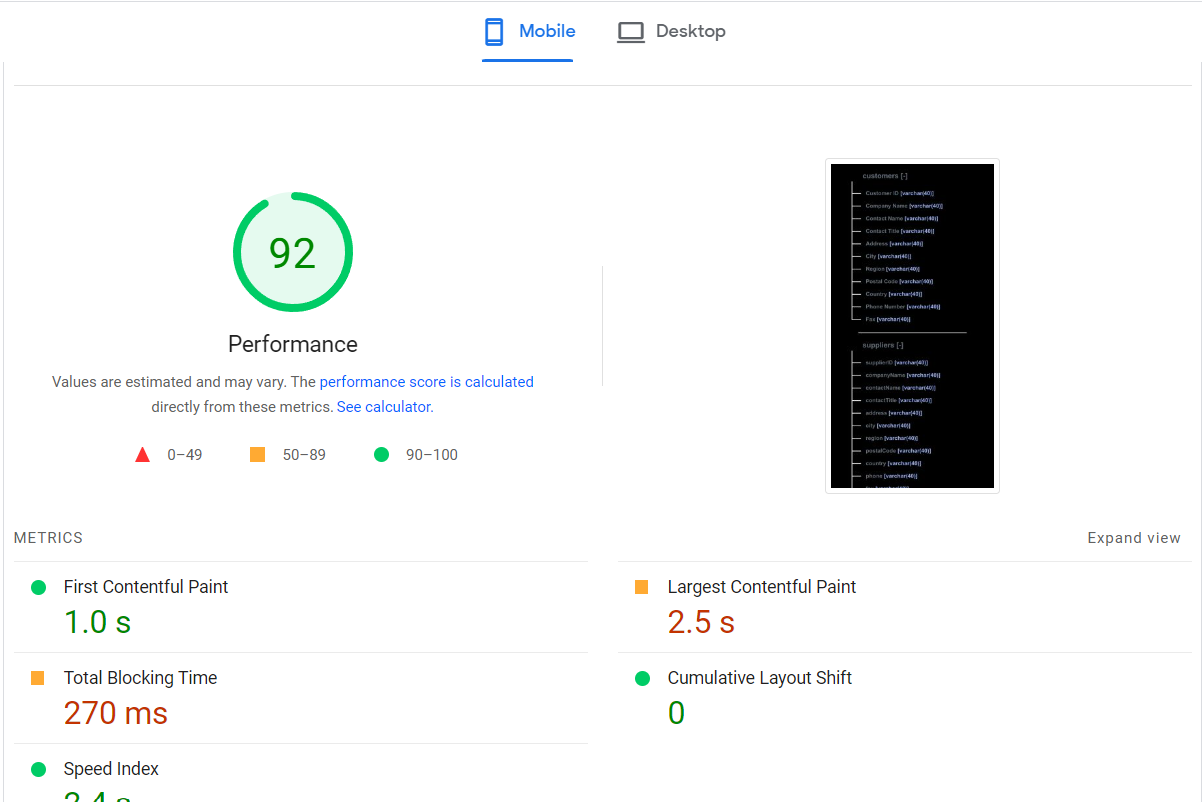 Mobile
Desktop
92
Performance
Values are estimated and may vary. The performance score is calculated
directly from these metrics. See calculator.
0–49
50–89
90–100
customers [-]
Customer ID [varchar(40)]
Company Name [varchar(40)]
Contact Name [varchar(40)]
Contact Title [varchar(40)]
Address [varchar(40)]
City [varchar(40)]
Region [varchar(40)]
Postal Code [varchar(40)]
Country [varchar(40)]
Phone Number [varchar(40)]
Fax [varchar(40)]
suppliers [-]
supplierID [varchar(40)]
companyName [varchar(40)]
contactName [varchar(40)]
contactTitle [varchar(40)]
address [varchar(40)]
city [varchar(40)]
region [varchar(40)]
postalCode [varchar(40)]
country [varchar(40)]
phone [varchar(40)]
METRICS
Expand view
First Contentful Paint
1.0 s
Largest Contentful Paint
2.5 s
Total Blocking Time
270 ms
Cumulative Layout Shift
0
Speed Index